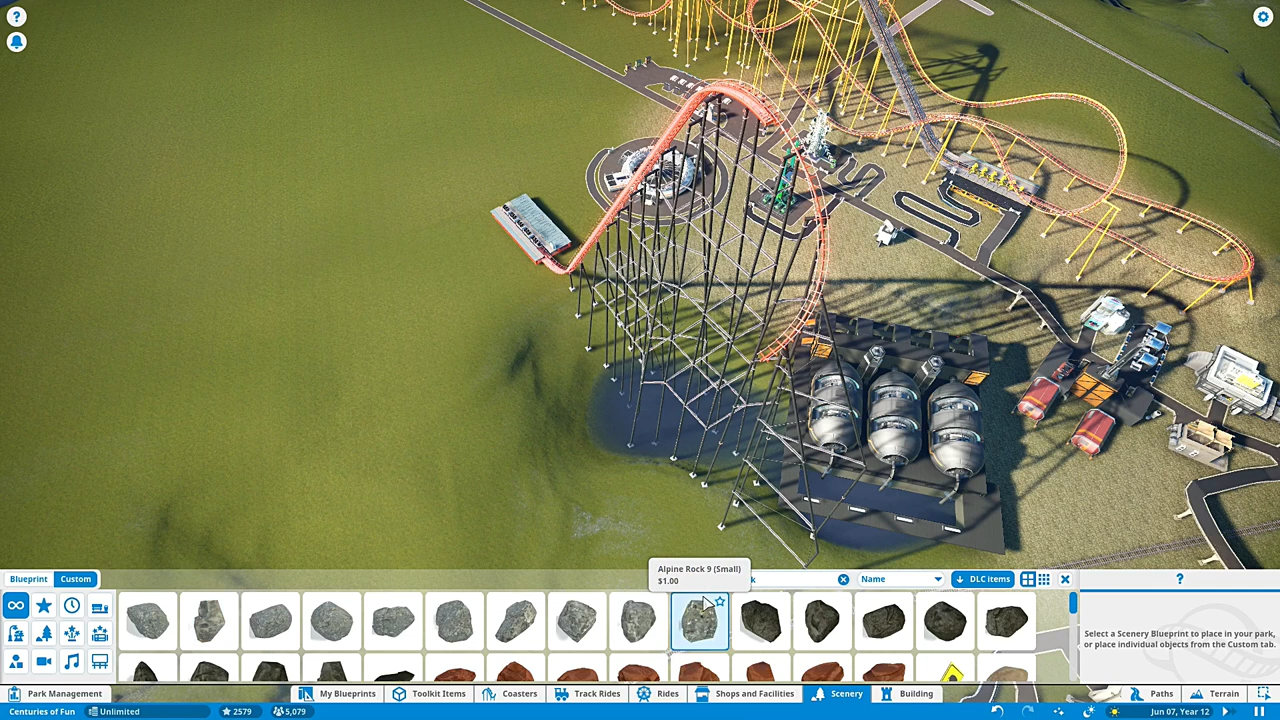 ?
Alpine Rock 9 (Small)
$1.00
Blueprint
Custom
k
Name
DLC items
?
Select a Scenery Blueprint to place in your park,
or place individual objects from the Custom tab.
Park Management
My Blueprints
Toolkit Items
Coasters
Track Rides
Rides
Shops and Facilities
Scenery
Building
Paths
Terrain
Centuries of Fun
Unlimited
2579
5,079
Jun 07, Year 12